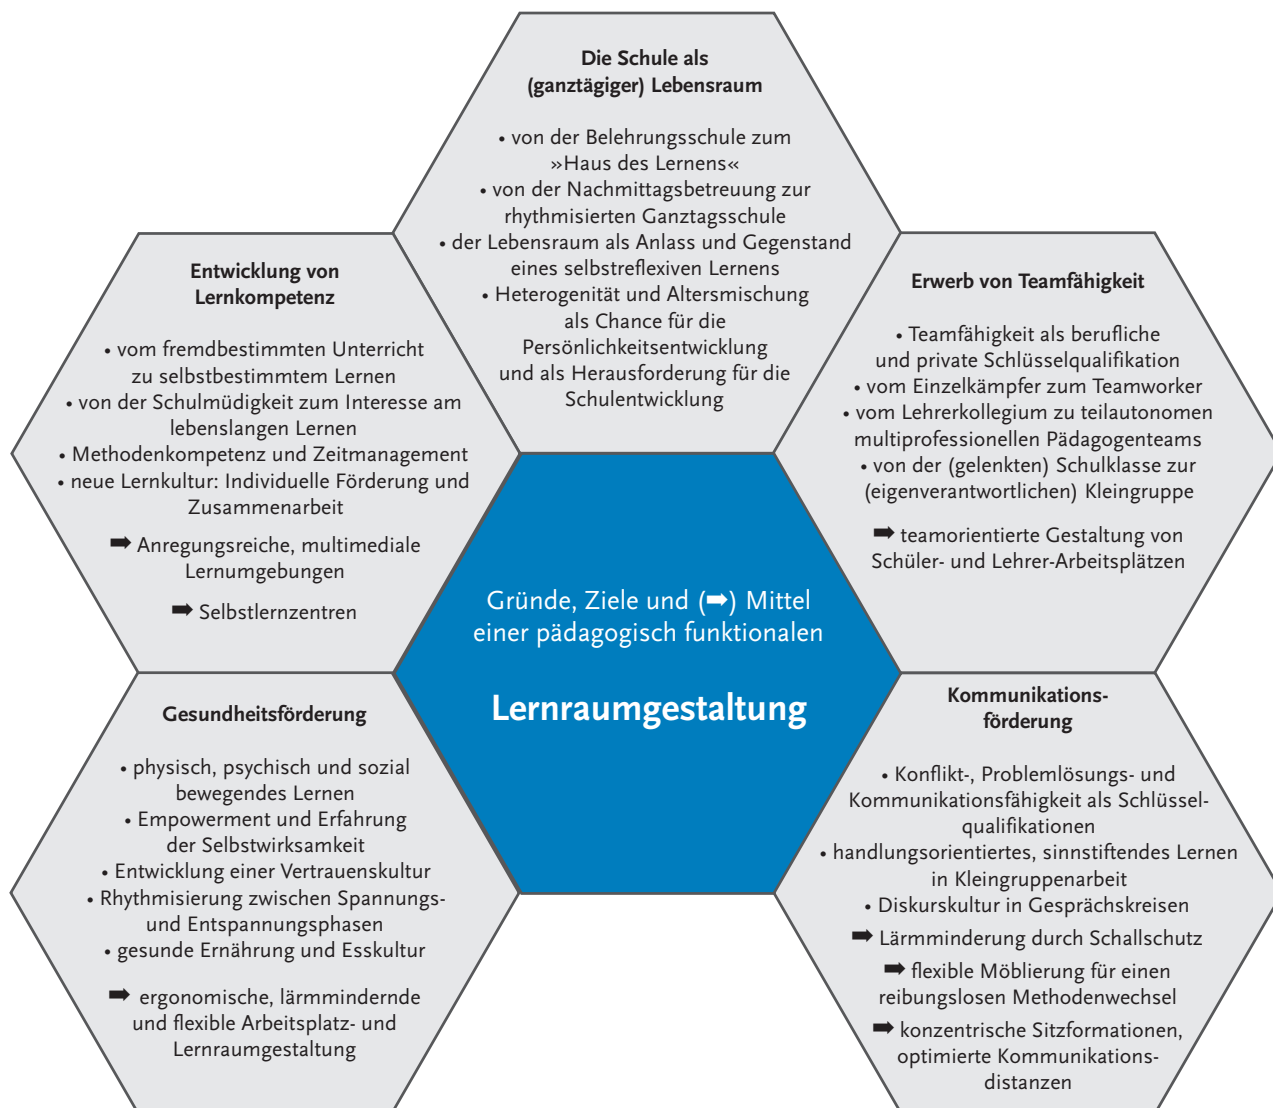 Die Schule als
(ganztägiger) Lebensraum
• von der Belehrungsschule zum
»Haus des Lernens«
• von der Nachmittagsbetreuung zur
rhythmisierten Ganztagsschule
• der Lebensraum als Anlass und Gegenstand
eines selbstreflexiven Lernens
• Heterogenität und Altersmischung
als Chance für die
Persönlichkeitsentwicklung
und als Herausforderung für die
Schulentwicklung
Entwicklung von
Lernkompetenz
• vom fremdbestimmten Unterricht
zu selbstbestimmtem Lernen
• von der Schulmüdigkeit zum Interesse am
lebenslangen Lernen
• Methodenkompetenz und Zeitmanagement
• neue Lernkultur: Individuelle Förderung und
Zusammenarbeit
➡ Anregungsreiche, multimediale
Lernumgebungen
➡ Selbstlernzentren
Erwerb von Teamfähigkeit
• Teamfähigkeit als berufliche
und private Schlüsselqualifikation
• vom Einzelkämpfer zum Teamworker
• vom Lehrerkollegium zu teilautonomen
multiprofessionellen Pädagogenteams
• von der (gelenkten) Schulklasse zur
(eigenverantwortlichen) Kleingruppe
➡ teamorientierte Gestaltung von
Schüler- und Lehrer-Arbeitsplätzen
Gründe, Ziele und (➡) Mittel
einer pädagogisch funktionalen
Lernraumgestaltung
Gesundheitsförderung
• physisch, psychisch und sozial
bewegendes Lernen
• Empowerment und Erfahrung
der Selbstwirksamkeit
• Entwicklung einer Vertrauenskultur
• Rhythmisierung zwischen Spannungs-
und Entspannungsphasen
• gesunde Ernährung und Esskultur
➡ ergonomische, lärmmindernde
und flexible Arbeitsplatz- und
Lernraumgestaltung
Kommunikations-
förderung
• Konflikt-, Problemlösungs- und
Kommunikationsfähigkeit als Schlüssel-
qualifikationen
• handlungsorientiertes, sinnstiftendes Lernen
in Kleingruppenarbeit
• Diskurskultur in Gesprächskreisen
➡ Lärmminderung durch Schallschutz
➡ flexible Möblierung für einen
reibungslosen Methodenwechsel
➡ konzentrische Sitzformationen,
optimierte Kommunikations-
distanzen